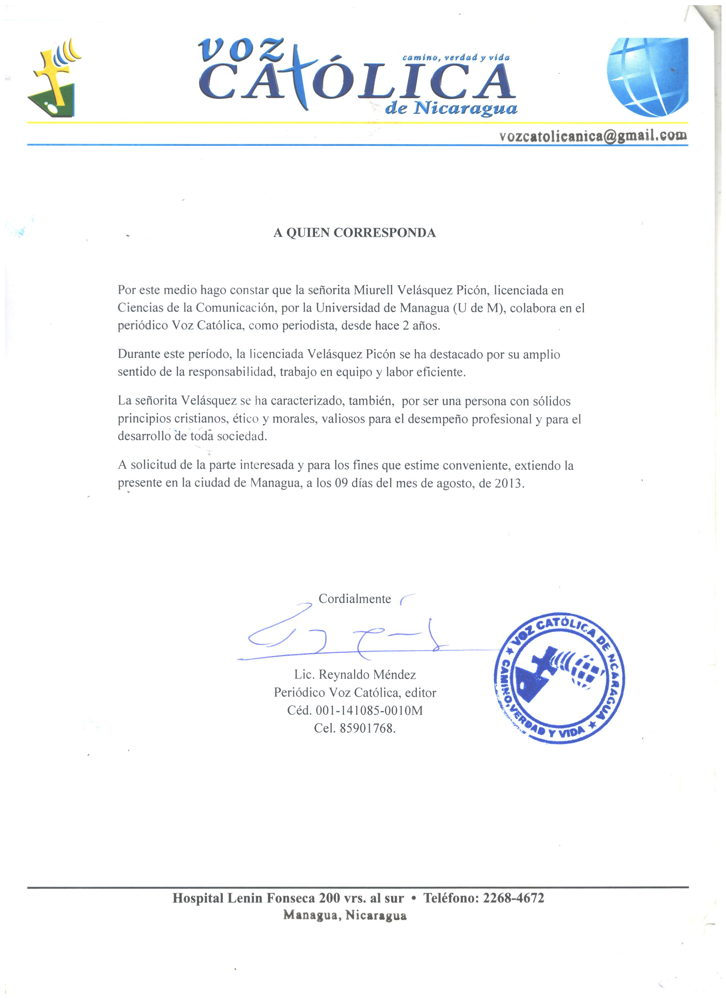 voz
camino, verdad y vida
CATÓLICA
de Nicaragua
vozcatolicanica@gmail.com
A QUIEN CORRESPONDA
Por este medio hago constar que la señorita Miurell Velásquez Picón, licenciada en
Ciencias de la Comunicación, por la Universidad de Managua (U de M), colabora en el
periódico Voz Católica, como periodista, desde hace 2 años.
Durante este período, la licenciada Velásquez Picón se ha destacado por su amplio
sentido de la responsabilidad, trabajo en equipo y labor eficiente.
La señorita Velásquez se ha caracterizado, también, por ser una persona con sólidos
principios cristianos, ético y morales, valiosos para el desempeño profesional y para el
desarrollo de toda sociedad.
A solicitud de la parte interesada y para los fines que estime conveniente, extiendo la
presente en la ciudad de Managua, a los 09 días del mes de agosto, de 2013.
Cordialmente
Lic. Reynaldo Méndez
Periódico Voz Católica, editor
Céd. 001-141085-0010M
Cel. 85901768.
VOZ CATÓLICA DE NCARAGUA
CAMINO, VERDAD Y VIDA
Hospital Lenin Fonseca 200 vrs. al sur • Teléfono: 2268-4672
Managua, Nicaragua